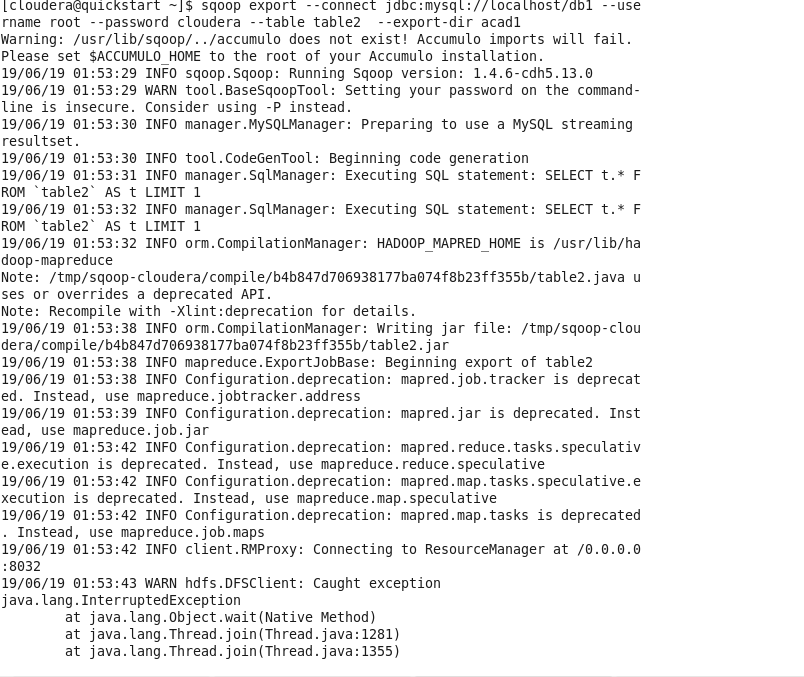 [cloudera@quickstart ~]$ sqoop export --connect jdbc:mysql://localhost/db1 --use
rname root --password cloudera --table table2  --export-dir acad1
Warning: /usr/lib/sqoop/../accumulo does not exist! Accumulo imports will fail.
Please set $ACCUMULO_HOME to the root of your Accumulo installation.
19/06/19 01:53:29 INFO sqoop.Sqoop: Running Sqoop version: 1.4.6-cdh5.13.0
19/06/19 01:53:29 WARN tool.BaseSqoopTool: Setting your password on the command-
line is insecure. Consider using -P instead.
19/06/19 01:53:30 INFO manager.MySQLManager: Preparing to use a MySQL streaming
resultset.
19/06/19 01:53:30 INFO tool.CodeGenTool: Beginning code generation
19/06/19 01:53:31 INFO manager.SqlManager: Executing SQL statement: SELECT t.* F
ROM `table2` AS t LIMIT 1
19/06/19 01:53:32 INFO manager.SqlManager: Executing SQL statement: SELECT t.* F
ROM `table2` AS t LIMIT 1
19/06/19 01:53:32 INFO orm.CompilationManager: HADOOP_MAPRED_HOME is /usr/lib/ha
doop-mapreduce
Note: /tmp/sqoop-cloudera/compile/b4b847d706938177ba074f8b23ff355b/table2.java u
ses or overrides a deprecated API.
Note: Recompile with -Xlint:deprecation for details.
19/06/19 01:53:38 INFO orm.CompilationManager: Writing jar file: /tmp/sqoop-clou
dera/compile/b4b847d706938177ba074f8b23ff355b/table2.jar
19/06/19 01:53:38 INFO mapreduce.ExportJobBase: Beginning export of table2
19/06/19 01:53:38 INFO Configuration.deprecation: mapred.job.tracker is deprecat
ed. Instead, use mapreduce.jobtracker.address
19/06/19 01:53:39 INFO Configuration.deprecation: mapred.jar is deprecated. Inst
ead, use mapreduce.job.jar
19/06/19 01:53:42 INFO Configuration.deprecation: mapred.reduce.tasks.speculativ
e.execution is deprecated. Instead, use mapreduce.reduce.speculative
19/06/19 01:53:42 INFO Configuration.deprecation: mapred.map.tasks.speculative.e
xecution is deprecated. Instead, use mapreduce.map.speculative
19/06/19 01:53:42 INFO Configuration.deprecation: mapred.map.tasks is deprecated
. Instead, use mapreduce.job.maps
19/06/19 01:53:42 INFO client.RMProxy: Connecting to ResourceManager at /0.0.0.0
:8032
19/06/19 01:53:43 WARN hdfs.DFSClient: Caught exception
java.lang.InterruptedException
        at java.lang.Object.wait(Native Method)
        at java.lang.Thread.join(Thread.java:1281)
        at java.lang.Thread.join(Thread.java:1355)